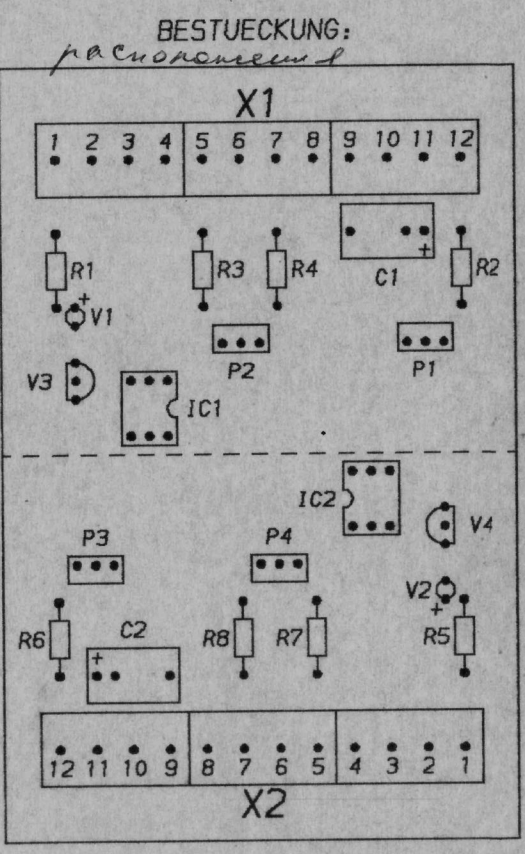 BESTUECKUNG:
расположения
X1
1 2 3 4 5 6 7 8 9 10 11 12
R1 R3 R4 C1 + R2
+ V1
P2 P1
V3 IC1
IC2 V4
P3 P4
V2 +
R6 + C2 R8 R7 R5
12 11 10 9 8 7 6 5 4 3 2 1
X2